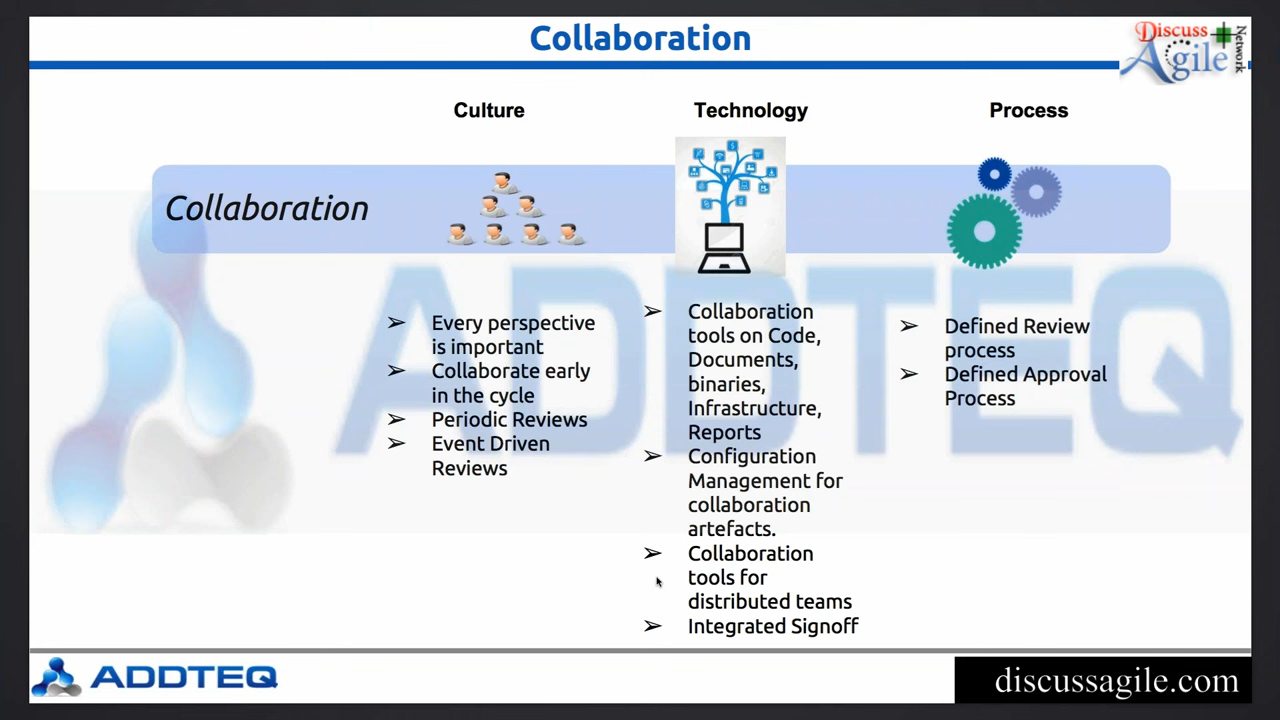 Collaboration
Discuss
Agile
Network
Culture
Technology
Process
Collaboration
Every perspective
is important
Collaborate early
in the cycle
Periodic Reviews
Event Driven
Reviews
Collaboration
tools on Code,
Documents,
binaries,
Infrastructure,
Reports
Configuration
Management for
collaboration
artefacts.
Collaboration
tools for
distributed teams
Integrated Signoff
Defined Review
process
Defined Approval
Process
ADDTEQ
ADDTEQ
discussagile.com